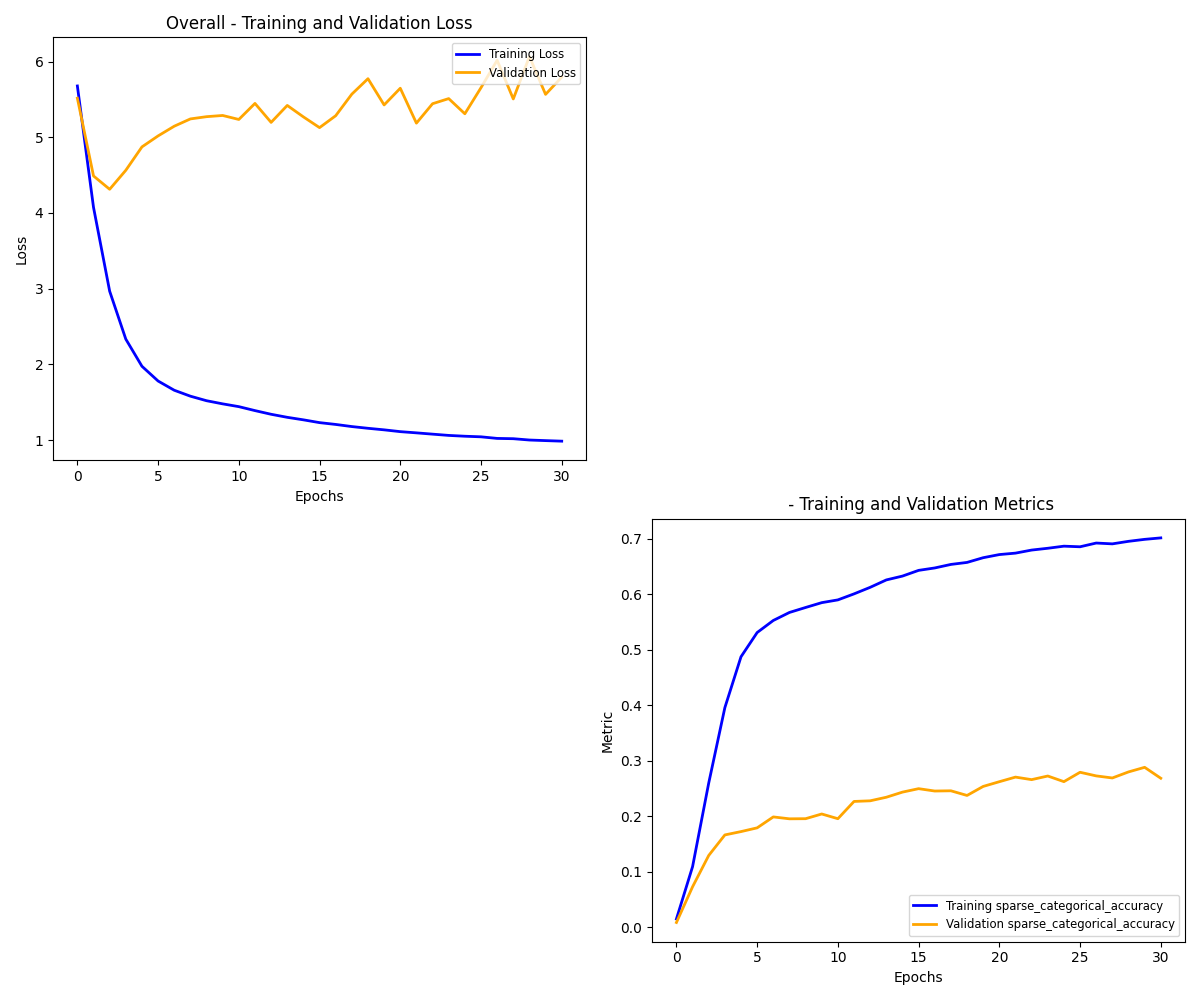 Overall - Training and Validation Loss
Training Loss
Validation Loss
6
5
4
3
2
1
Loss
0 5 10 15 20 25 30
Epochs
- Training and Validation Metrics
0.7
0.6
0.5
0.4
0.3
0.2
0.1
0.0
Metric
Training sparse_categorical_accuracy
Validation sparse_categorical_accuracy
0 5 10 15 20 25 30
Epochs